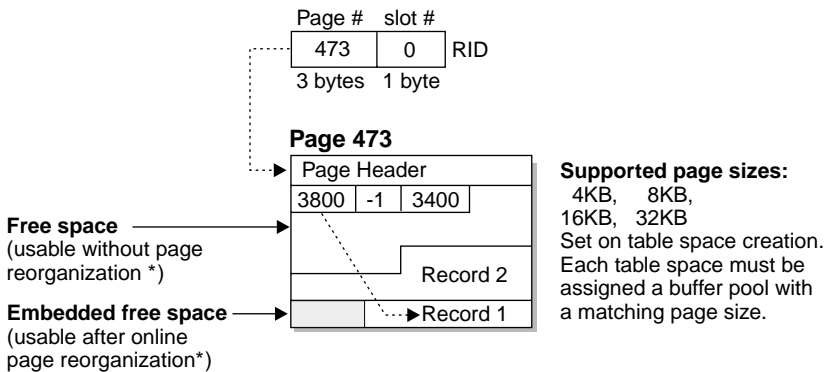 Page # slot #
473 0 RID
3 bytes 1 byte
Page 473
Page Header
3800 -1 3400
Record 2
Record 1
Free space
(usable without page
reorganization *)
Embedded free space
(usable after online
page reorganization*)
Supported page sizes:
4KB, 8KB,
16KB, 32KB
Set on table space creation.
Each table space must be
assigned a buffer pool with
a matching page size.